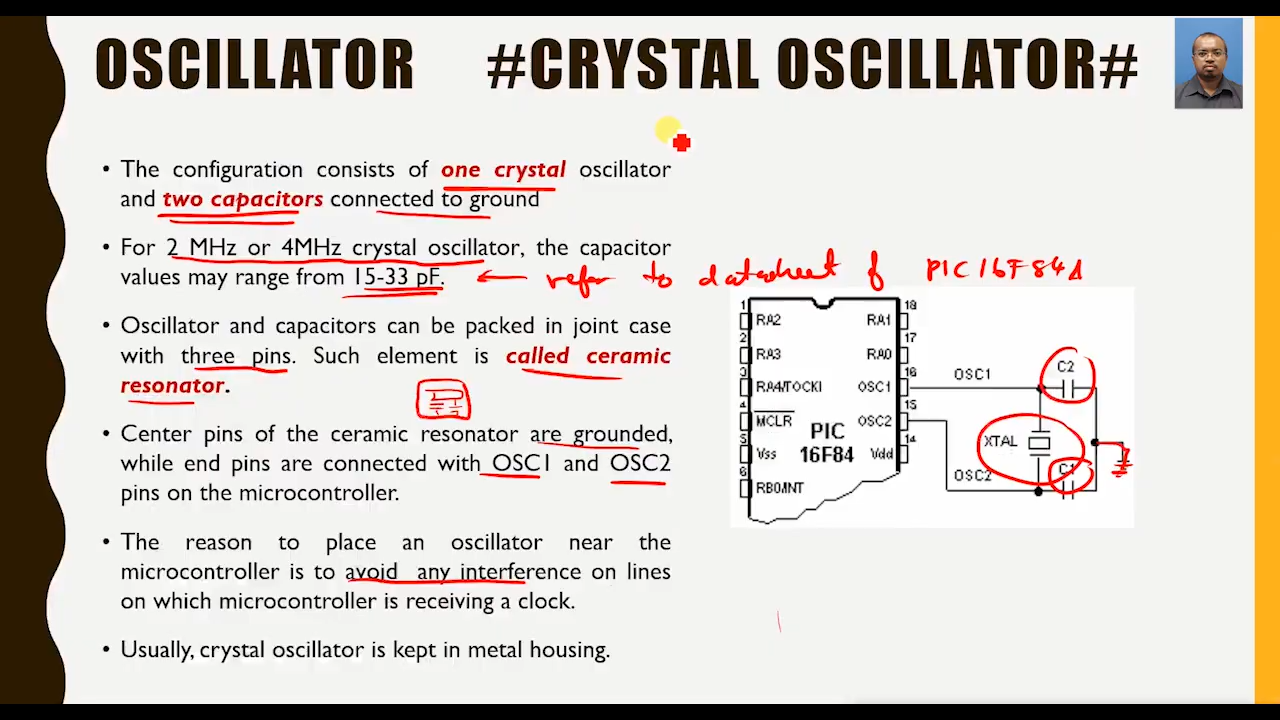 OSCILLATOR #CRYSTAL OSCILLATOR#
• The configuration consists of one crystal oscillator
and two capacitors connected to ground
• For 2 MHz or 4MHz crystal oscillator, the capacitor
values may range from 15-33 pF.
← refer to datasheet of PIC16F84A
• Oscillator and capacitors can be packed in joint case
with three pins. Such element is called ceramic
resonator.
• Center pins of the ceramic resonator are grounded,
while end pins are connected with OSC1 and OSC2
pins on the microcontroller.
• The reason to place an oscillator near the
microcontroller is to avoid any interference on lines
on which microcontroller is receiving a clock.
• Usually, crystal oscillator is kept in metal housing.
1 18
RA2 RA1
2 17
RA3 RA0
3 16
RA4/TOCKI OSC1
4 15
MCLR OSC2
5 14
Vss Vdd
6
RB0/INT
PIC
16F84
OSC1
C2
XTAL
C1
OSC2